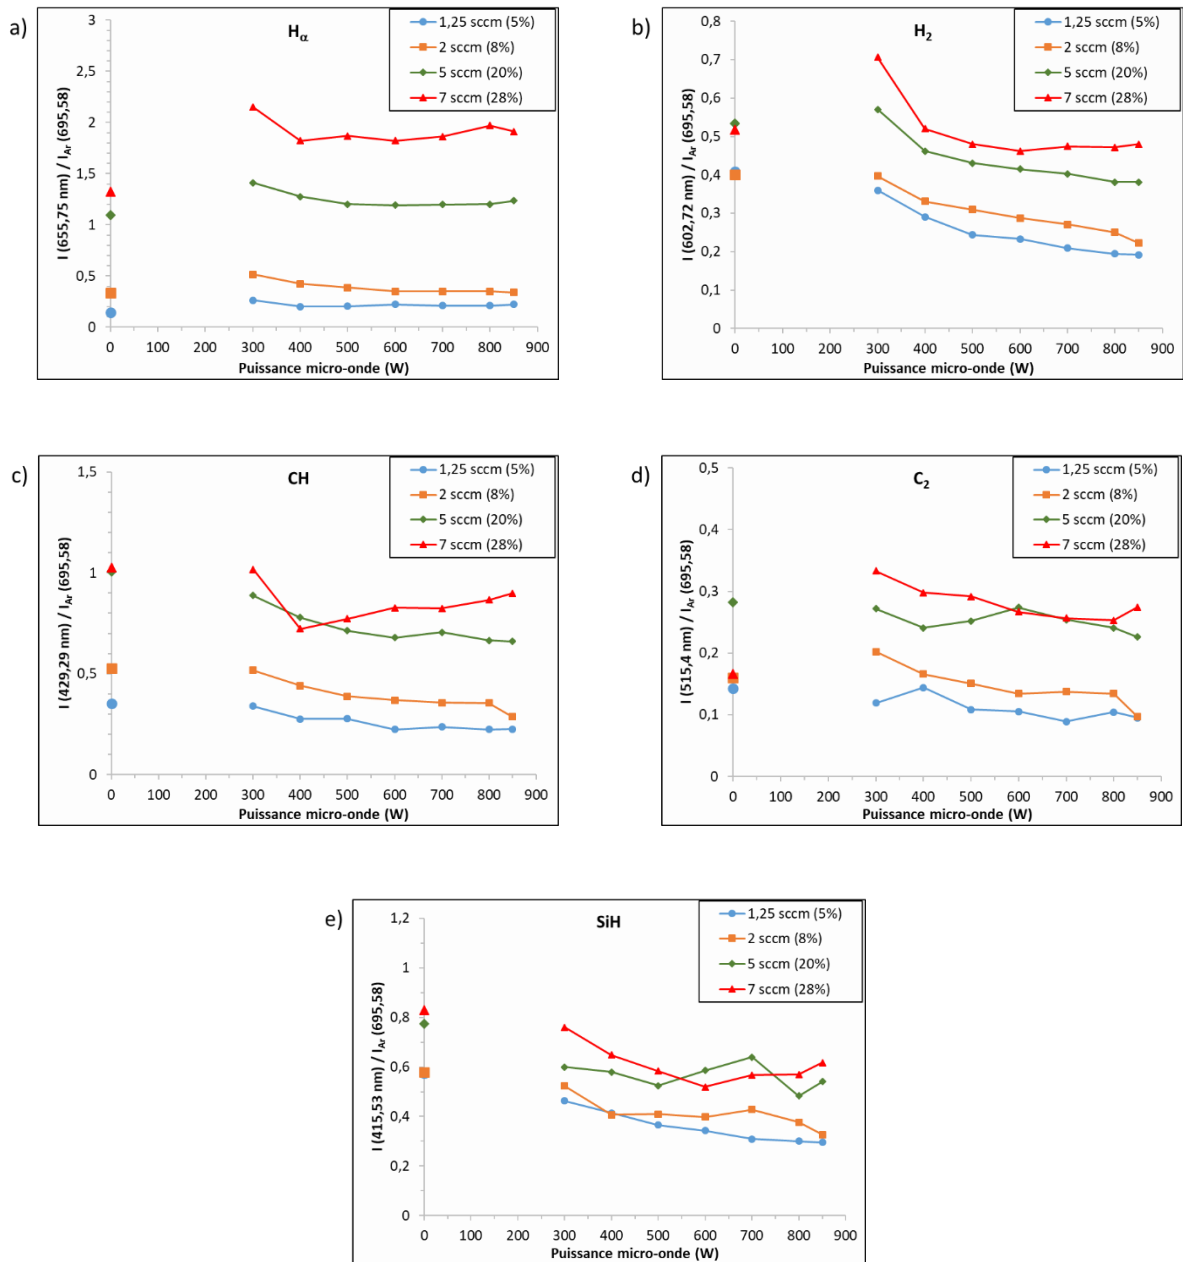 a)
Hα
1,25 sccm (5%)
2 sccm (8%)
5 sccm (20%)
7 sccm (28%)
I (655,75 nm) / IAr (695,58)
3
2,5
2
1,5
1
0,5
0
0 100 200 300 400 500 600 700 800 900
Puissance micro-onde (W)
b)
H2
1,25 sccm (5%)
2 sccm (8%)
5 sccm (20%)
7 sccm (28%)
I (602,72 nm) / IAr (695,58)
0,8
0,7
0,6
0,5
0,4
0,3
0,2
0,1
0
0 100 200 300 400 500 600 700 800 900
Puissance micro-onde (W)
c)
CH
1,25 sccm (5%)
2 sccm (8%)
5 sccm (20%)
7 sccm (28%)
I (429,29 nm) / IAr (695,58)
1,5
1
0,5
0
0 100 200 300 400 500 600 700 800 900
Puissance micro-onde (W)
d)
C2
1,25 sccm (5%)
2 sccm (8%)
5 sccm (20%)
7 sccm (28%)
I (515,4 nm) / IAr (695,58)
0,5
0,4
0,3
0,2
0,1
0
0 100 200 300 400 500 600 700 800 900
Puissance micro-onde (W)
e)
SiH
1,25 sccm (5%)
2 sccm (8%)
5 sccm (20%)
7 sccm (28%)
I (415,53 nm) / IAr (695,58)
1,2
1
0,8
0,6
0,4
0,2
0
0 100 200 300 400 500 600 700 800 900
Puissance micro-onde (W)